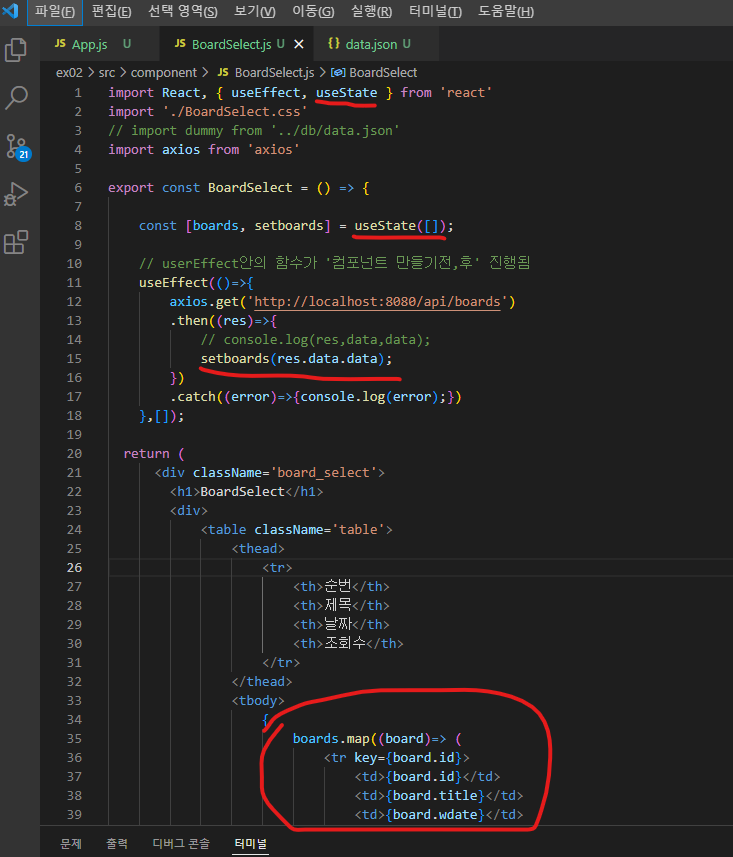 파일(F) 편집(E) 선택 영역(S) 보기(V) 이동(G) 실행(R) 터미널(T) 도움말(H)
JS App.js U JS BoardSelect.js U × {} data.json U
ex02 > src > component > JS BoardSelect.js > BoardSelect
1 import React, { useEffect, useState } from 'react'
2 import './BoardSelect.css'
3 // import dummy from '../db/data.json'
4 import axios from 'axios'
5
6 export const BoardSelect = () => {
7
8 const [boards, setboards] = useState([]);
9
10 // userEffect안의 함수가 '컴포넌트 만들기전,후' 진행됨
11 useEffect(()=>{
12 axios.get('http://localhost:8080/api/boards')
13 .then((res)=>{
14 // console.log(res,data,data);
15 setboards(res.data.data);
16 })
17 .catch((error)=>{console.log(error);})
18 },[]);
19
20 return (
21 <div className='board_select'>
22 <h1>BoardSelect</h1>
23 <div>
24 <table className='table'>
25 <thead>
26 <tr>
27 <th>순번</th>
28 <th>제목</th>
29 <th>날짜</th>
30 <th>조회수</th>
31 </tr>
32 </thead>
33 <tbody>
34 {
35 boards.map((board)=> (
36 <tr key={board.id}>
37 <td>{board.id}</td>
38 <td>{board.title}</td>
39 <td>{board.wdate}</td>
21
문제 출력 디버그 콘솔 터미널